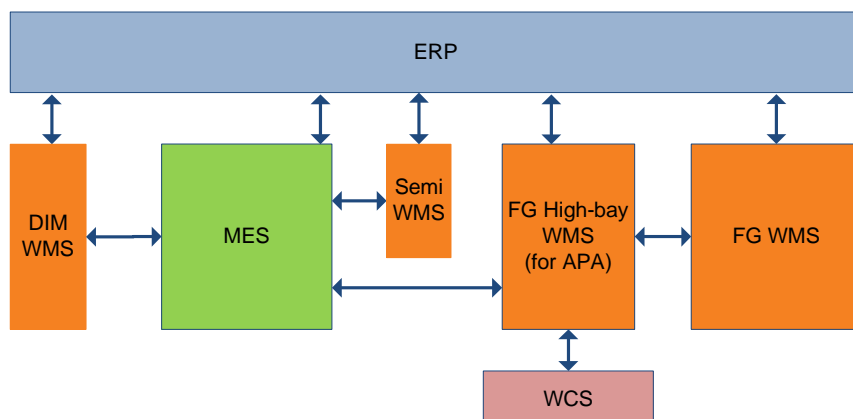 ERP
DIM
WMS
MES
Semi
WMS
FG High-bay
WMS
(for APA)
FG WMS
WCS